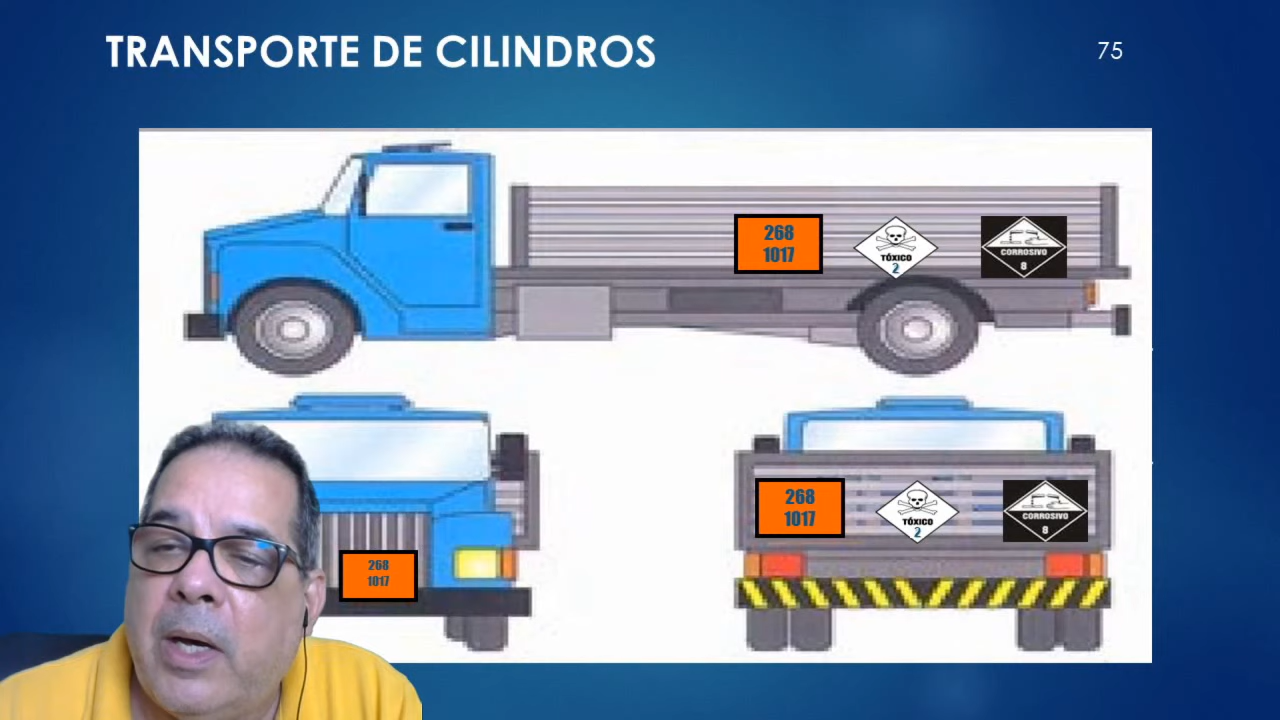 TRANSPORTE DE CILINDROS
75
268
1017
TÓXICO
2
CORROSIVO
8
268
1017
268
1017
TÓXICO
2
CORROSIVO
8